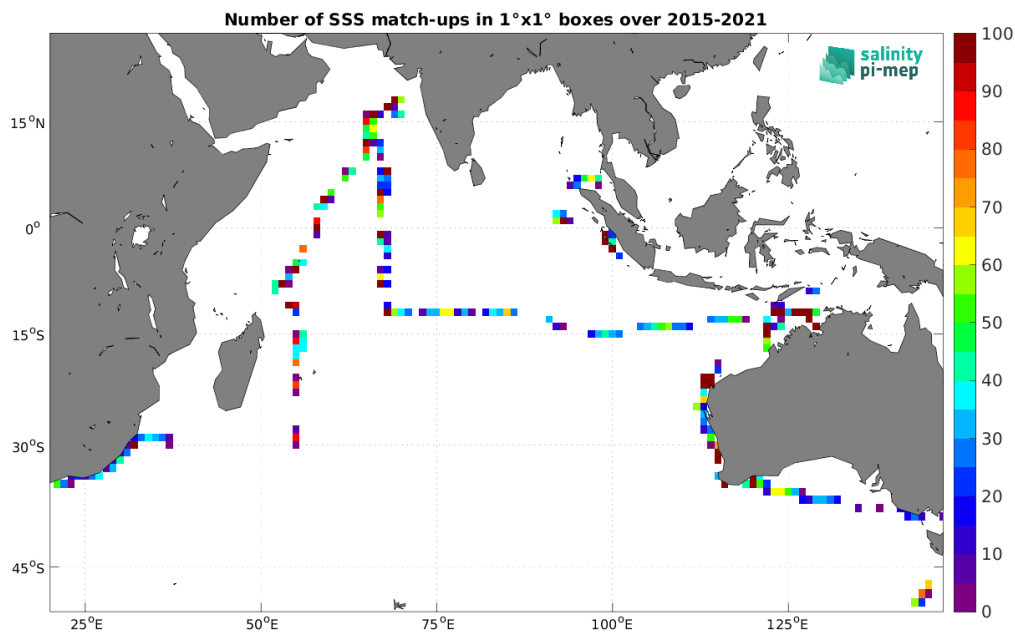 Number of SSS match-ups in 1°x1° boxes over 2015-2021
salinity
pi-mep
100
90
80
70
60
50
40
30
20
10
0
15°N
0°
15°S
30°S
45°S
25°E
50°E
75°E
100°E
125°E